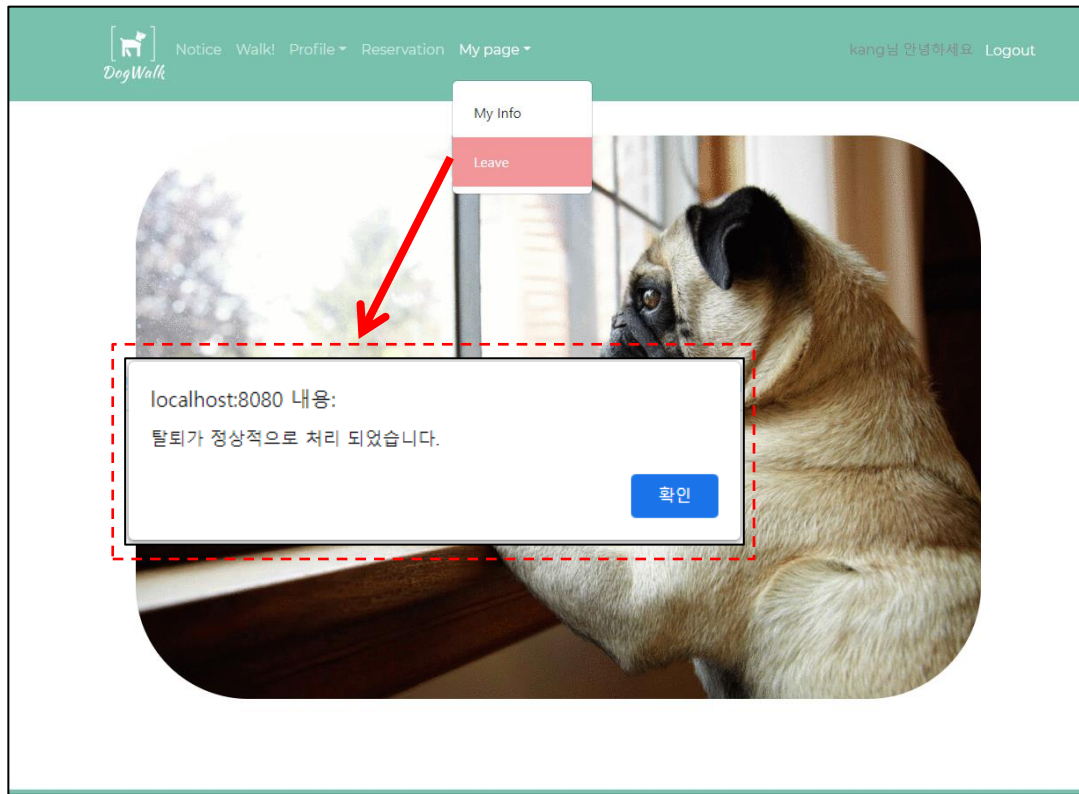 DogWalk
Notice Walk! Profile Reservation My page
kang님 안녕하세요 Logout
My Info
Leave
localhost:8080 내용:
탈퇴가 정상적으로 처리 되었습니다.
확인